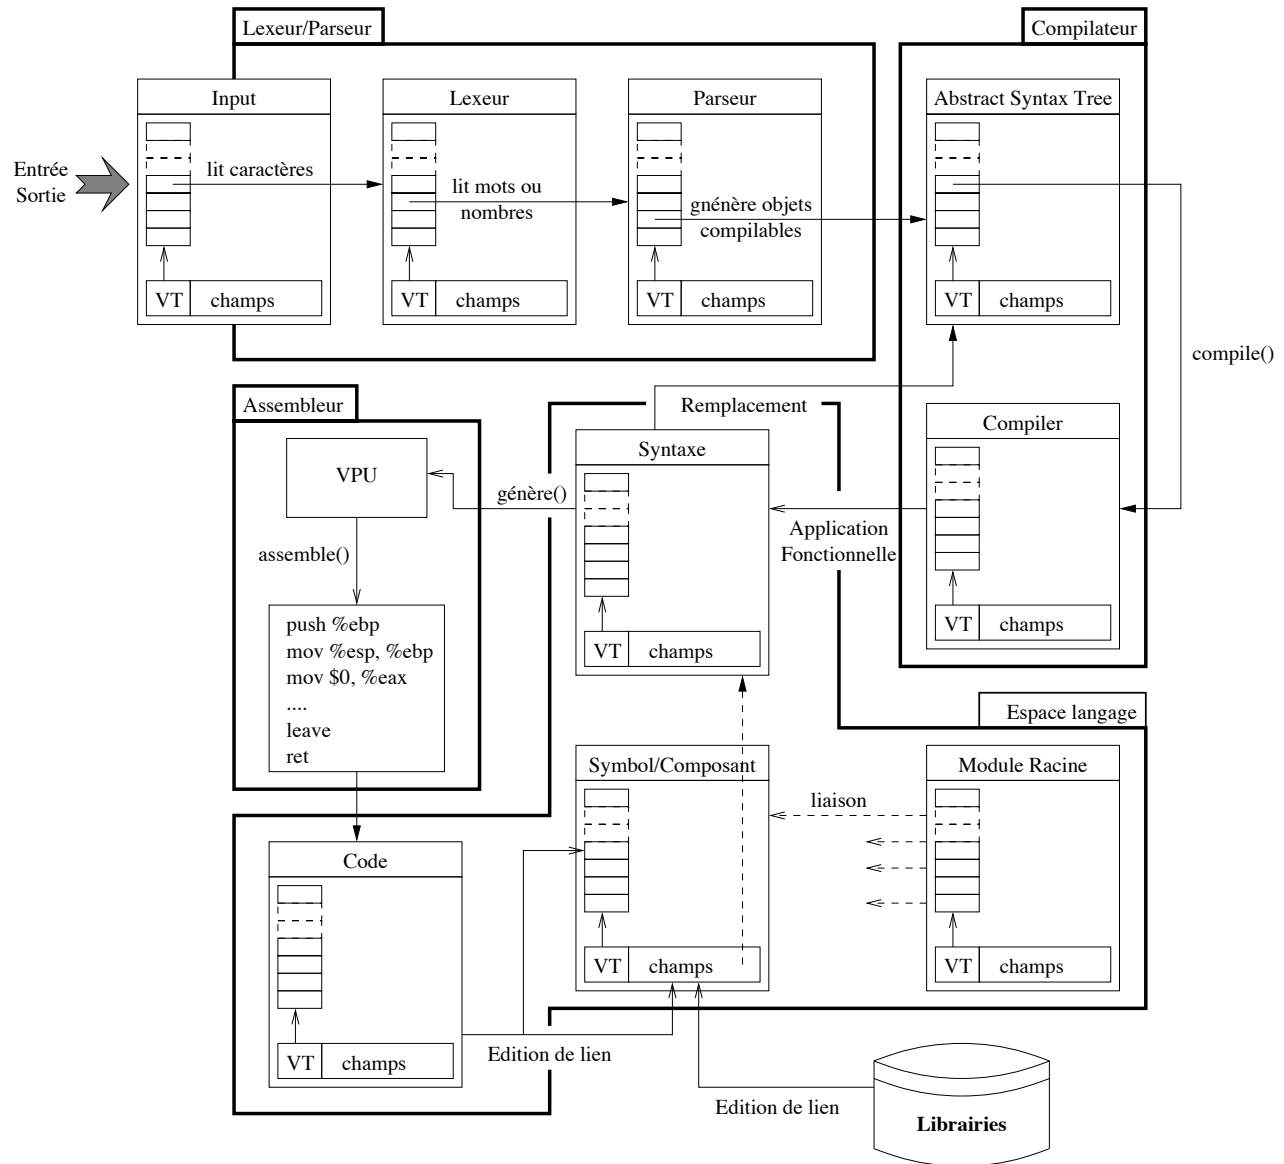 Lexeur/Parseur
Compilateur
Input
Lexeur
Parseur
Abstract Syntax Tree
Entrée
Sortie
lit caractères
lit mots ou
nombres
gnénère objets
compilables
VT champs
VT champs
VT champs
VT champs
compile()
Assembleur
Remplacement
Compiler
Syntaxe
VPU
génère()
Application
Fonctionnelle
assemble()
push %ebp
mov %esp, %ebp
mov $0, %eax
....
leave
ret
VT champs
VT champs
Espace langage
Symbol/Composant
Module Racine
liaison
Code
VT champs
VT champs
VT champs
Edition de lien
Edition de lien
Librairies